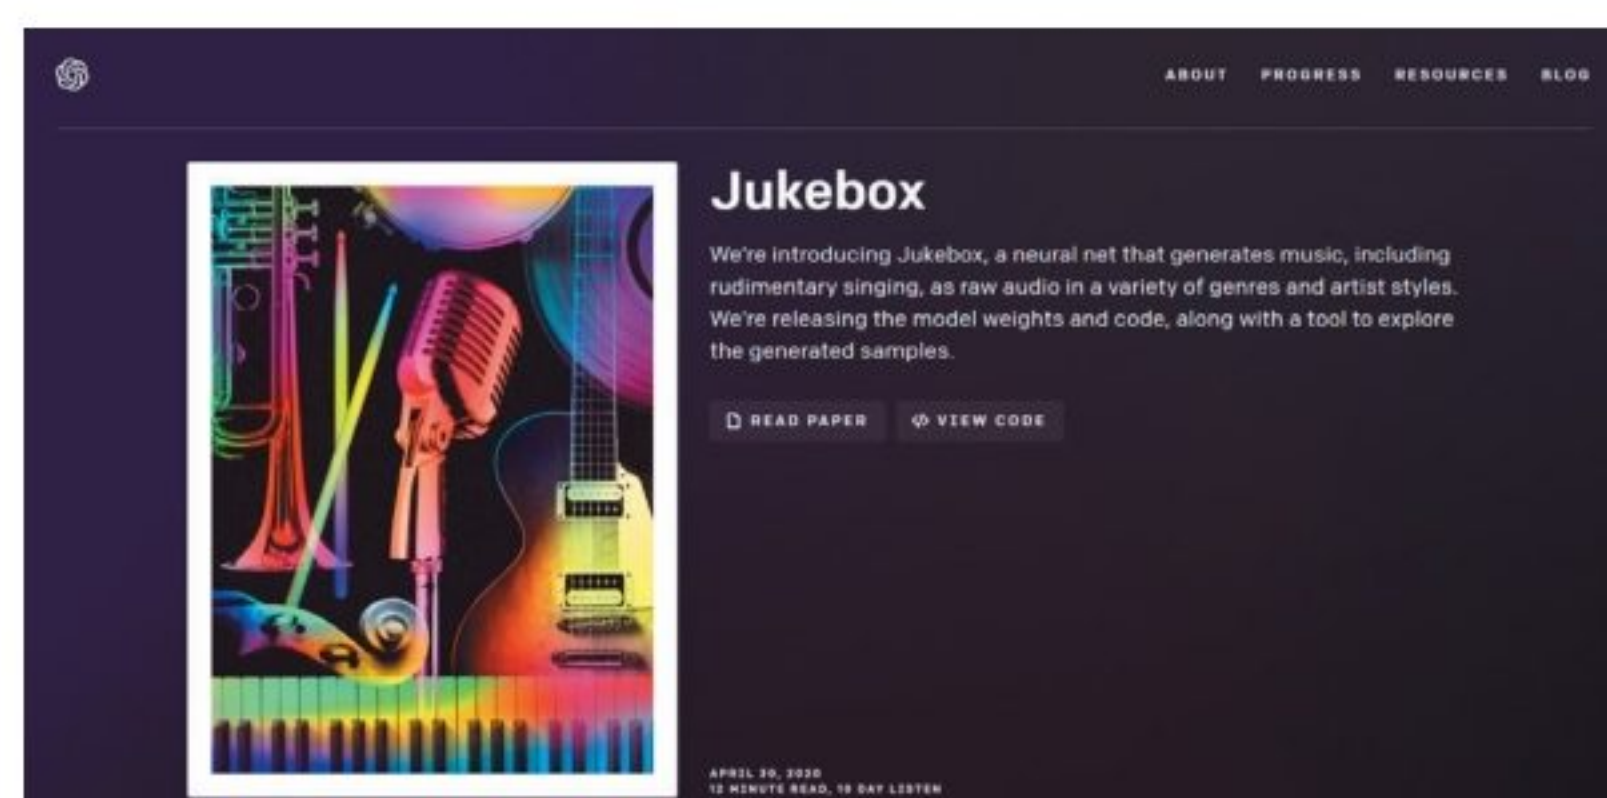 ABOUT PROGRESS RESOURCES BLOG
Jukebox
We're introducing Jukebox, a neural net that generates music, including
rudimentary singing, as raw audio in a variety of genres and artist styles.
We're releasing the model weights and code, along with a tool to explore
the generated samples.
READ PAPER VIEW CODE
APRIL 30, 2020
12 MINUTE READ, 19 DAY LISTEN